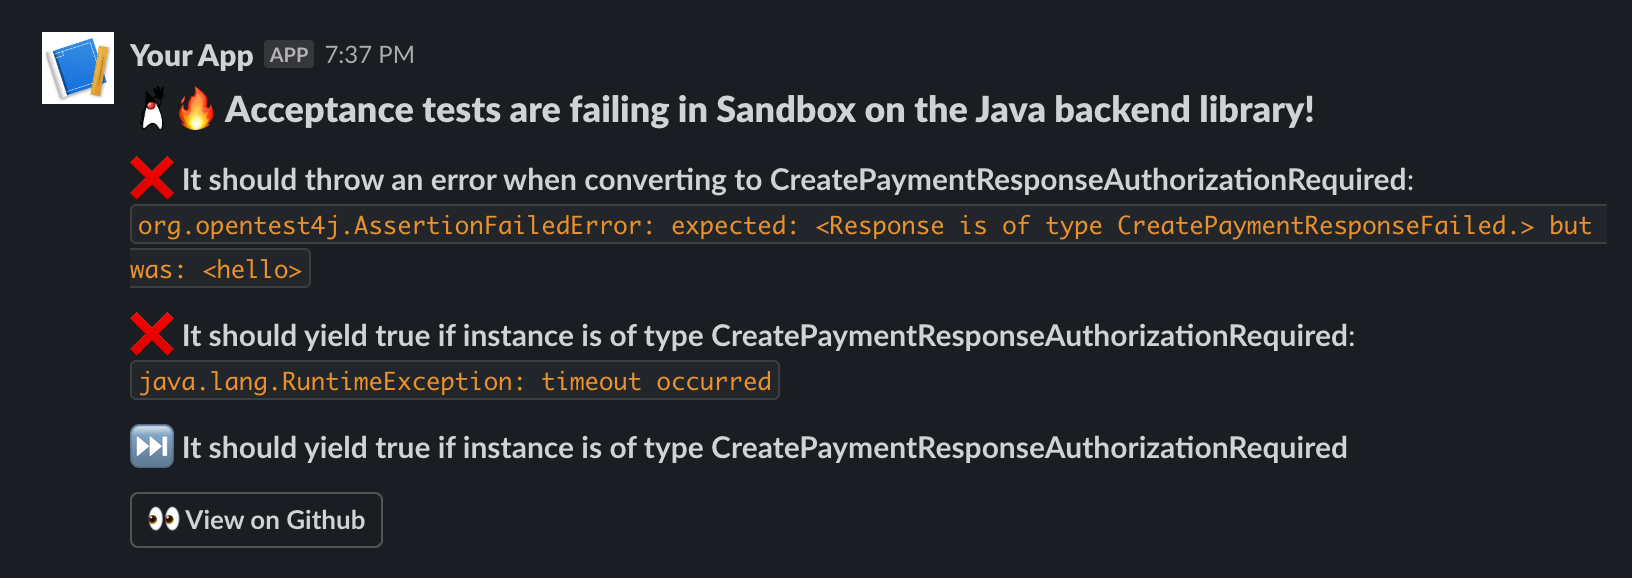 Your App APP 7:37 PM
Acceptance tests are failing in Sandbox on the Java backend library!
It should throw an error when converting to CreatePaymentResponseAuthorizationRequired:
org.opentest4j.AssertionFailedError: expected: <Response is of type CreatePaymentResponseFailed.> but
was: <hello>
It should yield true if instance is of type CreatePaymentResponseAuthorizationRequired:
java.lang.RuntimeException: timeout occurred
It should yield true if instance is of type CreatePaymentResponseAuthorizationRequired
View on Github